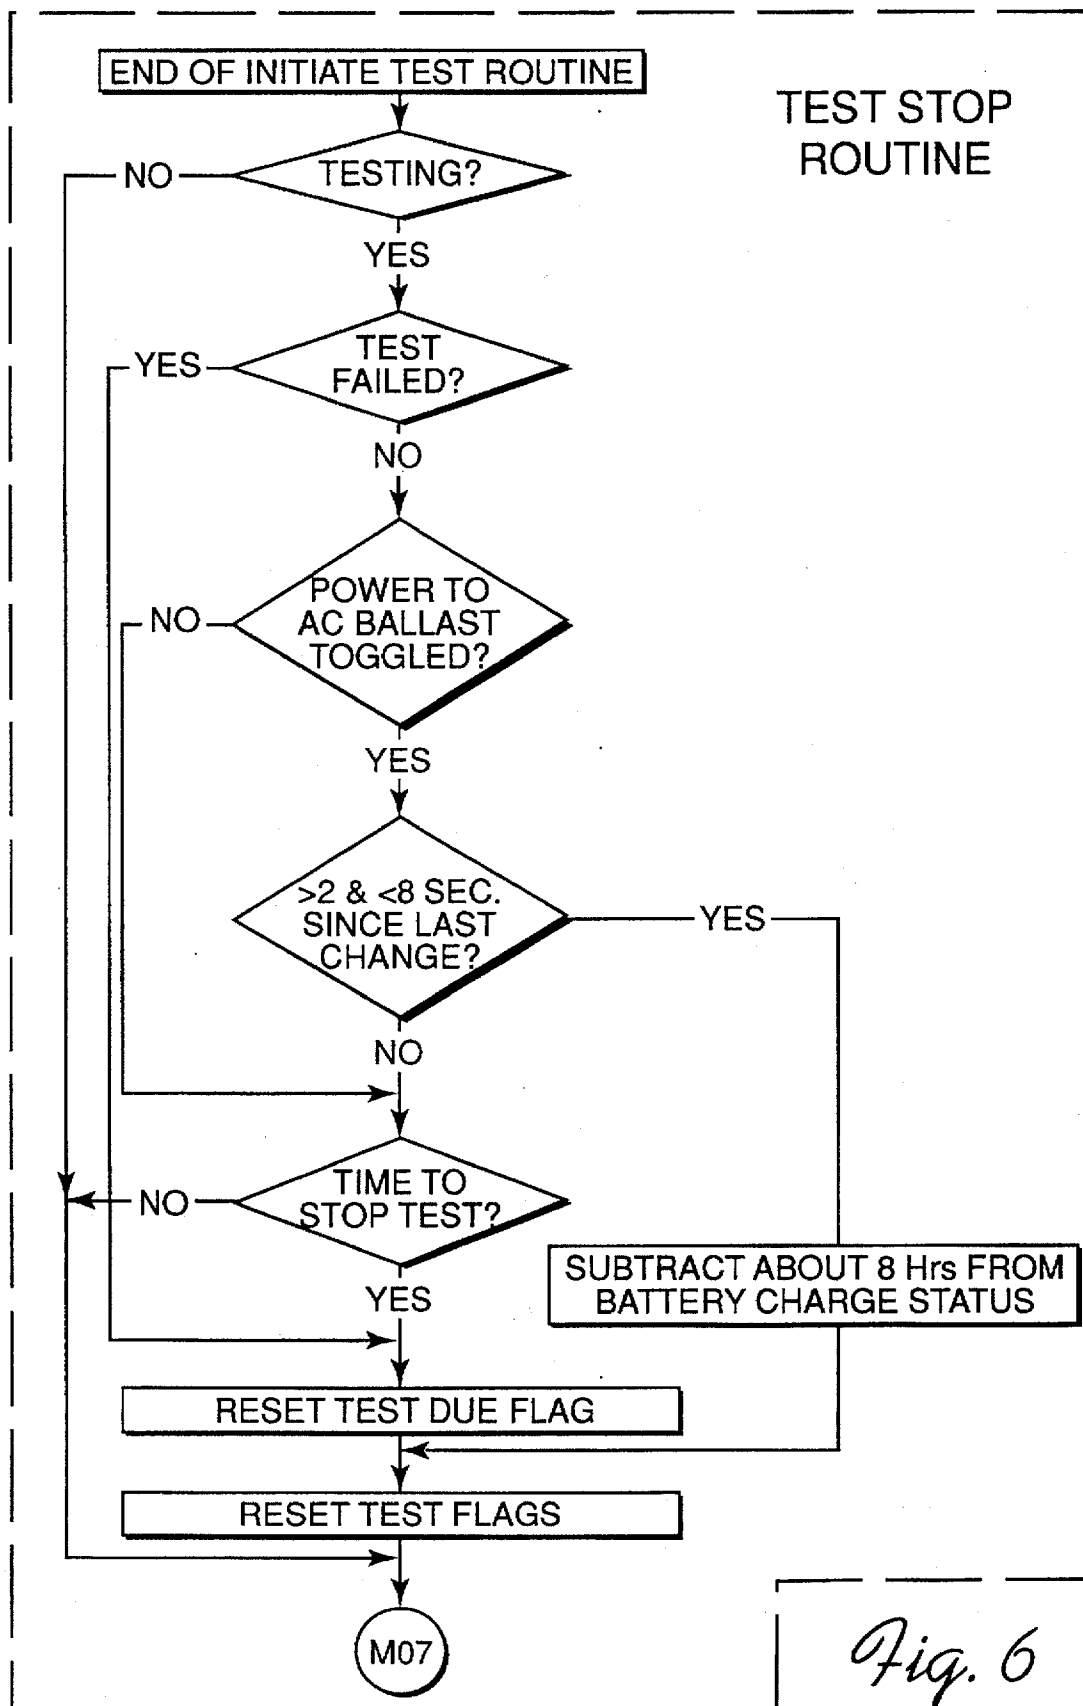 END OF INITIATE TEST ROUTINE
TEST STOP
ROUTINE
TESTING?
NO
YES
TEST
FAILED?
YES
NO
POWER TO
AC BALLAST
TOGGLED?
NO
YES
>2 & <8 SEC.
SINCE LAST
CHANGE?
YES
NO
TIME TO
STOP TEST?
NO
YES
SUBTRACT ABOUT 8 Hrs FROM
BATTERY CHARGE STATUS
RESET TEST DUE FLAG
RESET TEST FLAGS
M07
Fig. 6